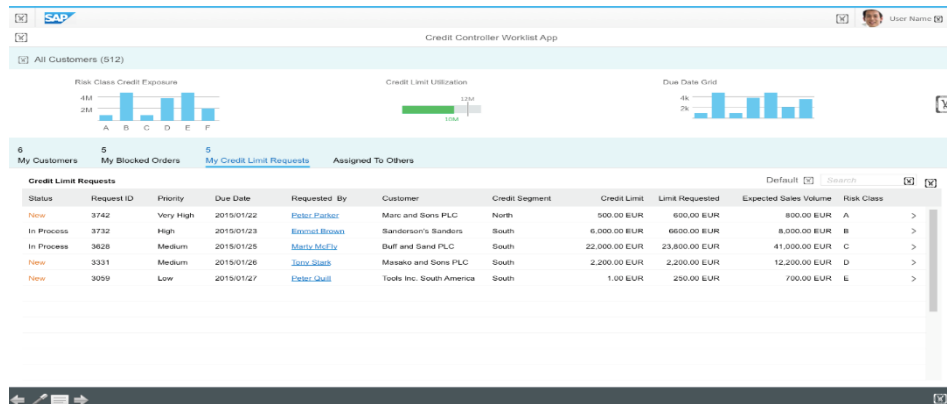 SAP
User Name
Credit Controller Worklist App
All Customers (512)
Risk Class Credit Exposure
4M
2M
A B C D E F
Credit Limit Utilization
12M
10M
Due Date Grid
4k
2k
6 5 5
My Customers My Blocked Orders My Credit Limit Requests Assigned To Others
Credit Limit Requests Default Search
Status Request ID Priority Due Date Requested By Customer Credit Segment Credit Limit Limit Requested Expected Sales Volume Risk Class
New 3742 Very High 2015/01/22 Peter Parker Marc and Sons PLC North 500.00 EUR 600,00 EUR 800.00 EUR A >
In Process 3732 High 2015/01/23 Emmet Brown Sanderson's Sanders South 6,000.00 EUR 6600.00 EUR 8,000.00 EUR B >
In Process 3628 Medium 2015/01/25 Marty McFly Buff and Sand PLC South 22,000.00 EUR 23,800.00 EUR 41,000.00 EUR C >
New 3331 Medium 2015/01/26 Tony Stark Masako and Sons PLC South 2,200.00 EUR 2,200.00 EUR 12,200.00 EUR D >
New 3059 Low 2015/01/27 Peter Quill Tools Inc. South America South 1.00 EUR 250.00 EUR 700.00 EUR E >